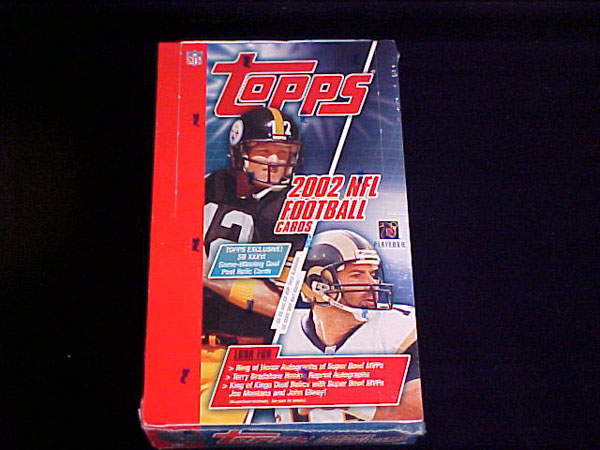 NFL
TOPPS
12
2002 NFL
FOOTBALL
CARDS
TOPPS EXCLUSIVE!
SB XXXVI
Game-Winning Goal
Post Relic Cards
12
PLAYERS INC
LOOK FOR
> Ring of Honor Autographs of Super Bowl MVPs
> Terry Bradshaw Rookie Reprint Autographs
> King of Kings Dual Relics with Super Bowl MVPs
Joe Montana and John Elway!
TOPPS